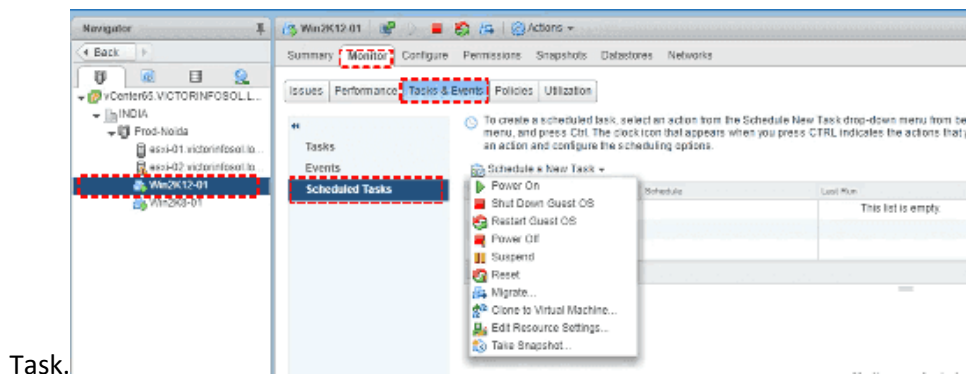 Navigator
Win2K12-01
Actions
Back
Summary Monitor Configure Permissions Snapshots Datastores Networks
Issues Performance Tasks & Events Policies Utilization
vCenter65.VICTORINFOSOL.L...
INDIA
Prod-Noida
esxi-01.victorinfosol.lo...
esxi-02.victorinfosol.lo...
Win2K12-01
Win2K8-01
Tasks
Events
Scheduled Tasks
To create a scheduled task, select an action from the Schedule New Task drop-down menu from be
menu, and press Ctrl. The clock icon that appears when you press CTRL indicates the actions that
an action and configure the scheduling options.
Schedule a New Task
Schedule Last Run
This list is empty.
Power On
Shut Down Guest OS
Restart Guest OS
Power Off
Suspend
Reset
Migrate...
Clone to Virtual Machine...
Edit Resource Settings...
Take Snapshot...
Task.